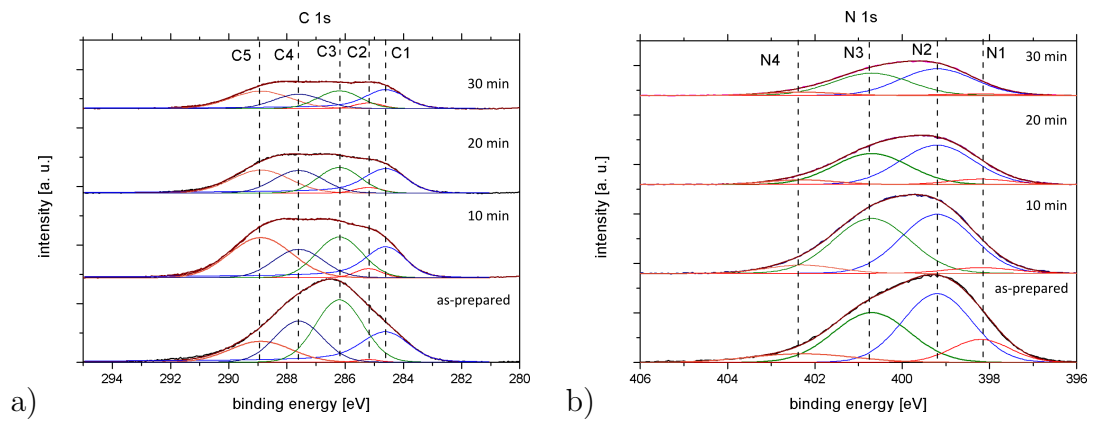 C 1s
C5 C4 C3 C2 C1
30 min
20 min
10 min
as-prepared
intensity [a. u.]
294 292 290 288 286 284 282 280
binding energy [eV]
a)
N 1s
N4 N3 N2 N1
30 min
20 min
10 min
as-prepared
intensity [a. u.]
406 404 402 400 398 396
binding energy [eV]
b)